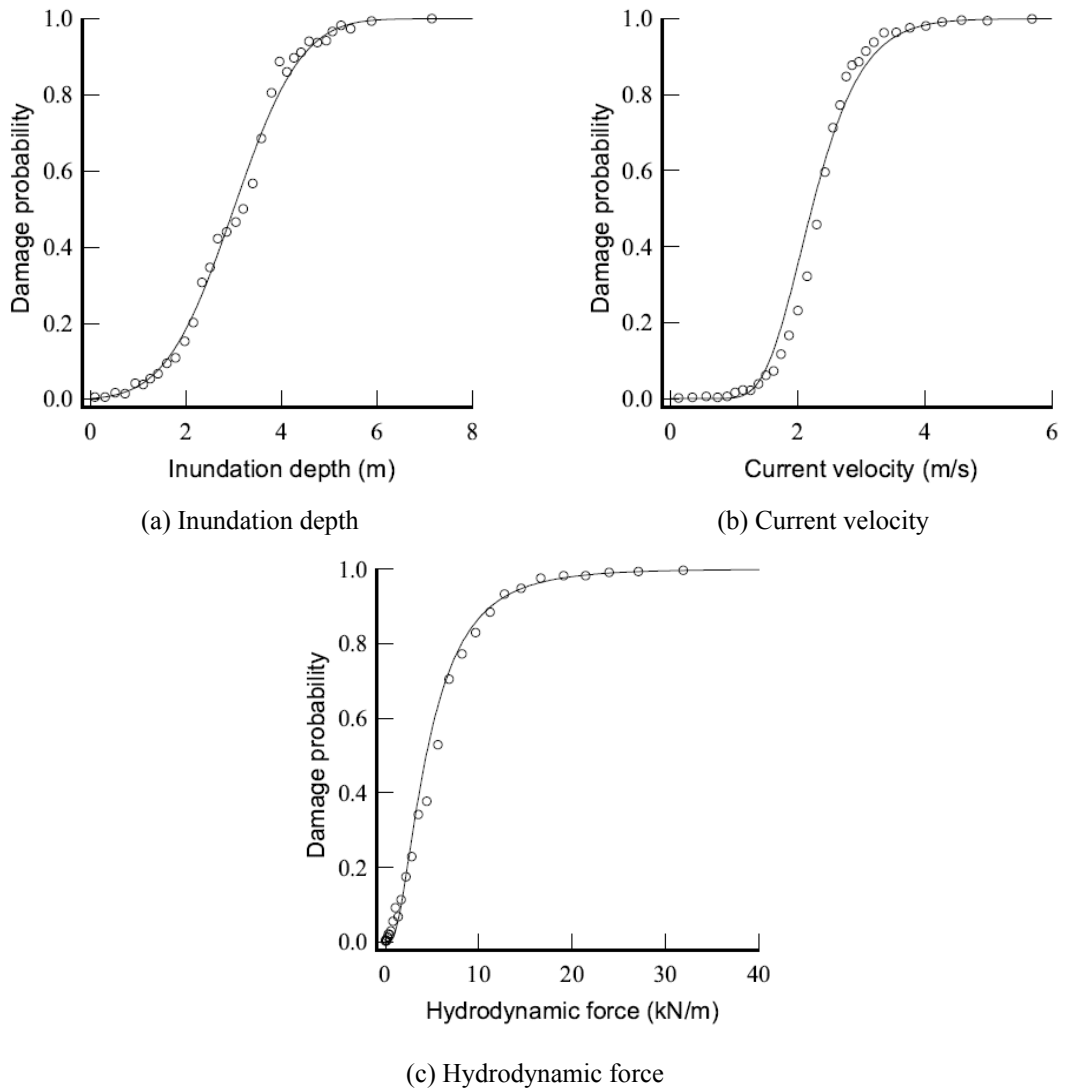 1.0
0.8
0.6
0.4
0.2
0.0
Damage probability
0 2 4 6 8
Inundation depth (m)
(a) Inundation depth
1.0
0.8
0.6
0.4
0.2
0.0
Damage probability
0 2 4 6
Current velocity (m/s)
(b) Current velocity
1.0
0.8
0.6
0.4
0.2
0.0
Damage probability
0 10 20 30 40
Hydrodynamic force (kN/m)
(c) Hydrodynamic force